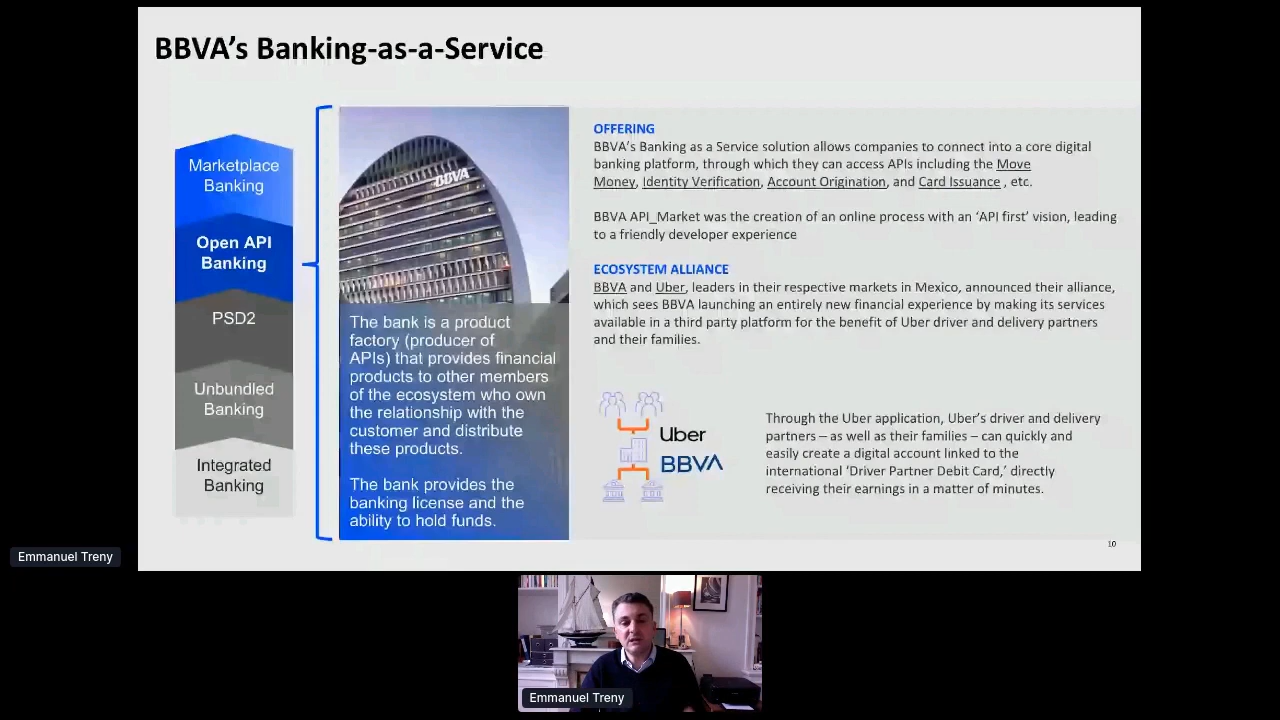 BBVA's Banking-as-a-Service
Marketplace
Banking
Open API
Banking
PSD2
Unbundled
Banking
Integrated
Banking
BBVA
The bank is a product
factory (producer of
APIs) that provides financial
products to other members
of the ecosystem who own
the relationship with the
customer and distribute
these products.
The bank provides the
banking license and the
ability to hold funds.
OFFERING
BBVA's Banking as a Service solution allows companies to connect into a core digital
banking platform, through which they can access APIs including the Move
Money, Identity Verification, Account Origination, and Card Issuance , etc.
BBVA API_Market was the creation of an online process with an ‘API first’ vision, leading
to a friendly developer experience
ECOSYSTEM ALLIANCE
BBVA and Uber, leaders in their respective markets in Mexico, announced their alliance,
which sees BBVA launching an entirely new financial experience by making its services
available in a third party platform for the benefit of Uber driver and delivery partners
and their families.
Uber
BBVA
Through the Uber application, Uber's driver and delivery
partners – as well as their families – can quickly and
easily create a digital account linked to the
international ‘Driver Partner Debit Card,’ directly
receiving their earnings in a matter of minutes.
10
Emmanuel Treny
Emmanuel Treny